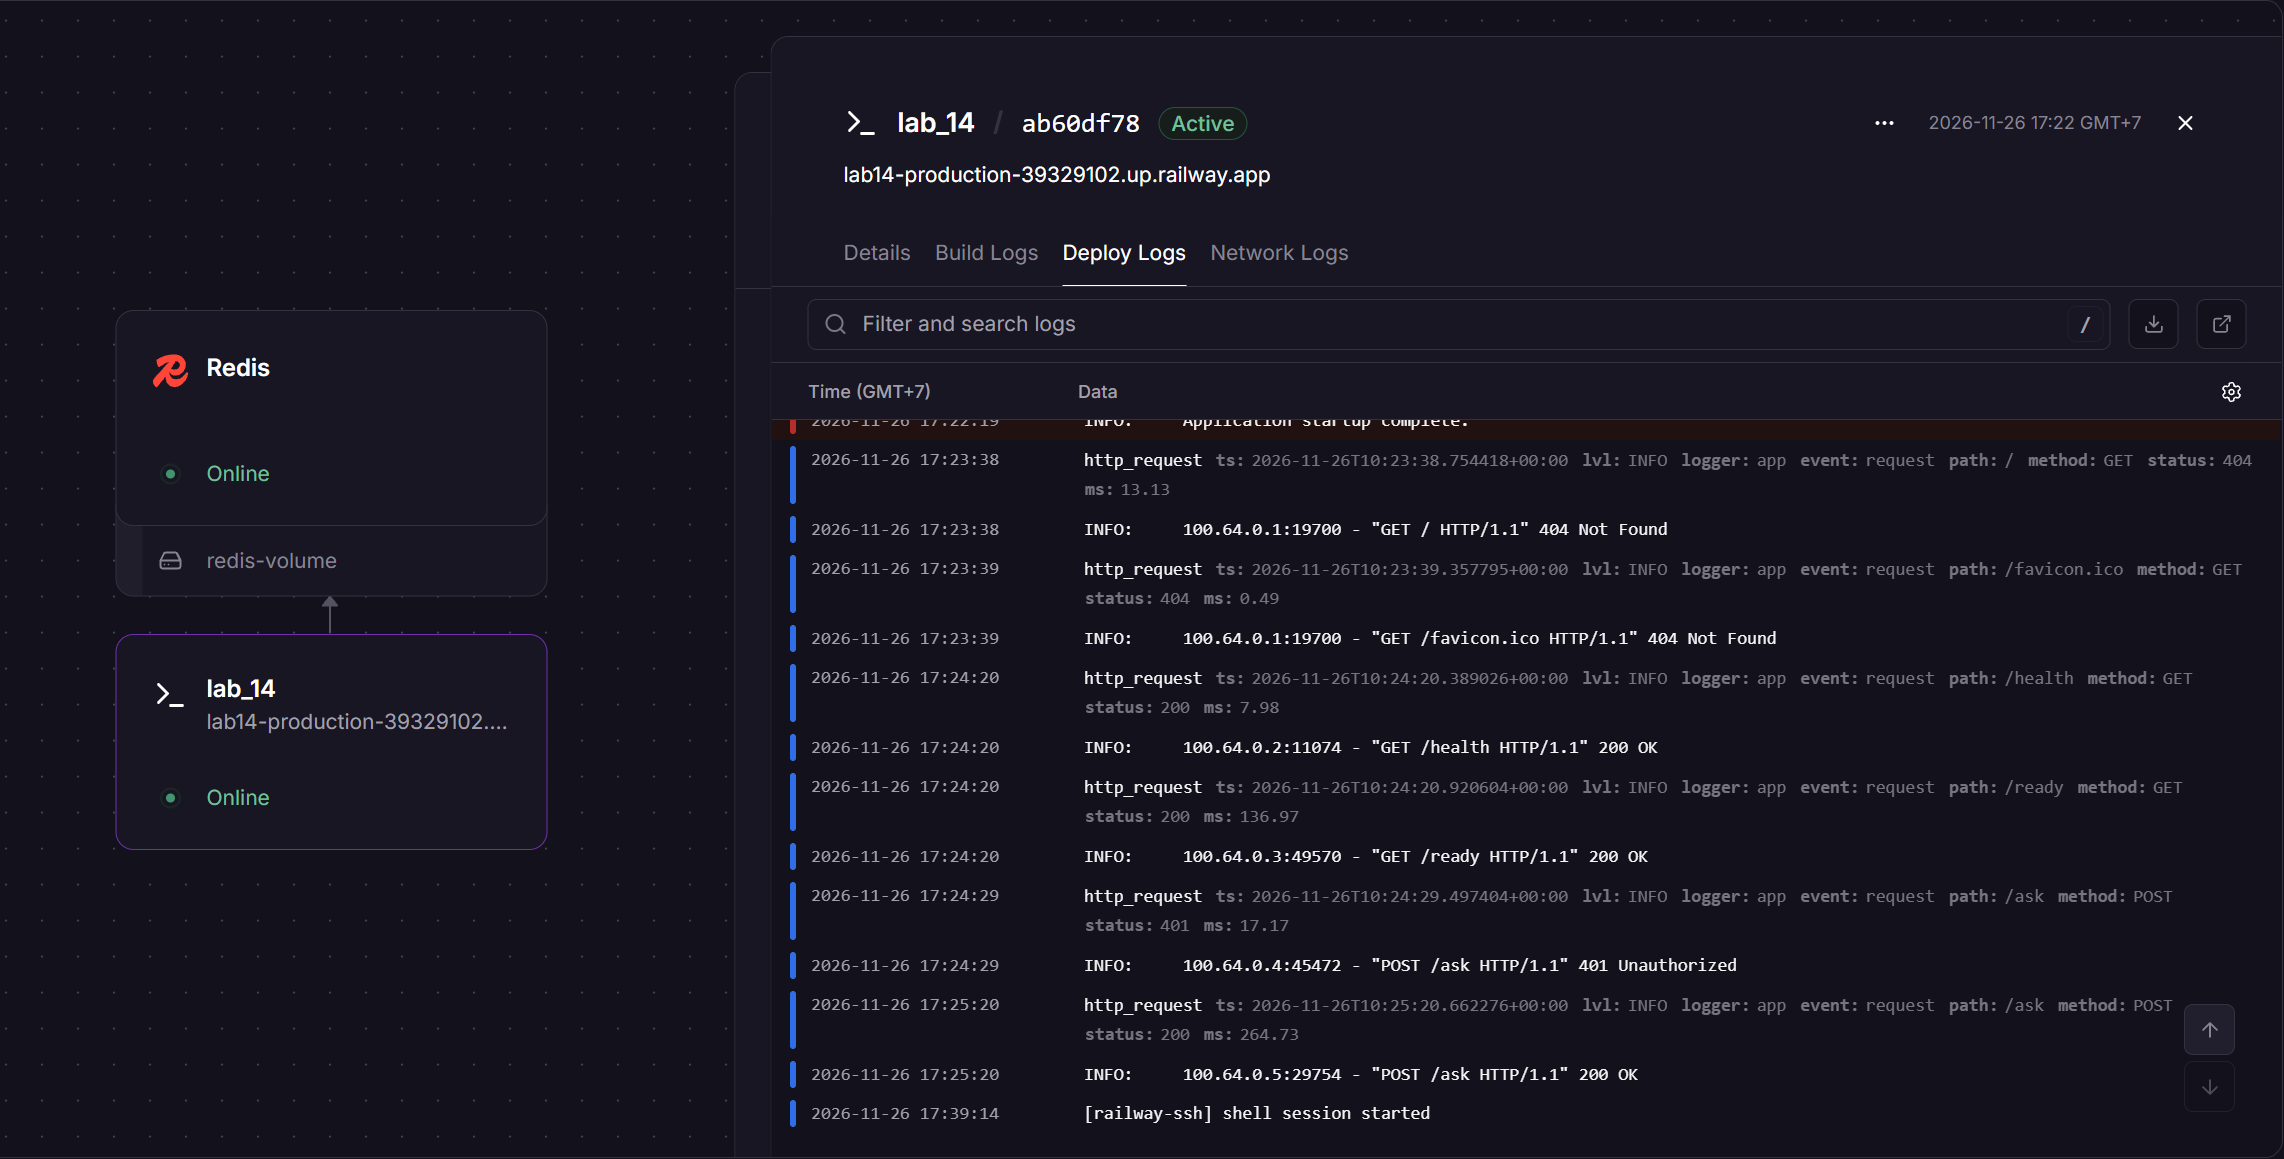 lab_14 / ab60df78 Active
2026-11-26 17:22 GMT+7
lab14-production-39329102.up.railway.app
Details Build Logs Deploy Logs Network Logs
Filter and search logs /
Time (GMT+7) Data
2026-11-26 17:22:19 INFO: Application startup complete.
2026-11-26 17:23:38 http_request ts: 2026-11-26T10:23:38.754418+00:00 lvl: INFO logger: app event: request path: / method: GET status: 404
ms: 13.13
2026-11-26 17:23:38 INFO: 100.64.0.1:19700 - "GET / HTTP/1.1" 404 Not Found
2026-11-26 17:23:39 http_request ts: 2026-11-26T10:23:39.357795+00:00 lvl: INFO logger: app event: request path: /favicon.ico method: GET
status: 404 ms: 0.49
2026-11-26 17:23:39 INFO: 100.64.0.1:19700 - "GET /favicon.ico HTTP/1.1" 404 Not Found
2026-11-26 17:24:20 http_request ts: 2026-11-26T10:24:20.389026+00:00 lvl: INFO logger: app event: request path: /health method: GET
status: 200 ms: 7.98
2026-11-26 17:24:20 INFO: 100.64.0.2:11074 - "GET /health HTTP/1.1" 200 OK
2026-11-26 17:24:20 http_request ts: 2026-11-26T10:24:20.920604+00:00 lvl: INFO logger: app event: request path: /ready method: GET
status: 200 ms: 136.97
2026-11-26 17:24:20 INFO: 100.64.0.3:49570 - "GET /ready HTTP/1.1" 200 OK
2026-11-26 17:24:29 http_request ts: 2026-11-26T10:24:29.497404+00:00 lvl: INFO logger: app event: request path: /ask method: POST
status: 401 ms: 17.17
2026-11-26 17:24:29 INFO: 100.64.0.4:45472 - "POST /ask HTTP/1.1" 401 Unauthorized
2026-11-26 17:25:20 http_request ts: 2026-11-26T10:25:20.662276+00:00 lvl: INFO logger: app event: request path: /ask method: POST
status: 200 ms: 264.73
2026-11-26 17:25:20 INFO: 100.64.0.5:29754 - "POST /ask HTTP/1.1" 200 OK
2026-11-26 17:39:14 [railway-ssh] shell session started
Redis
Online
redis-volume
lab_14
lab14-production-39329102....
Online